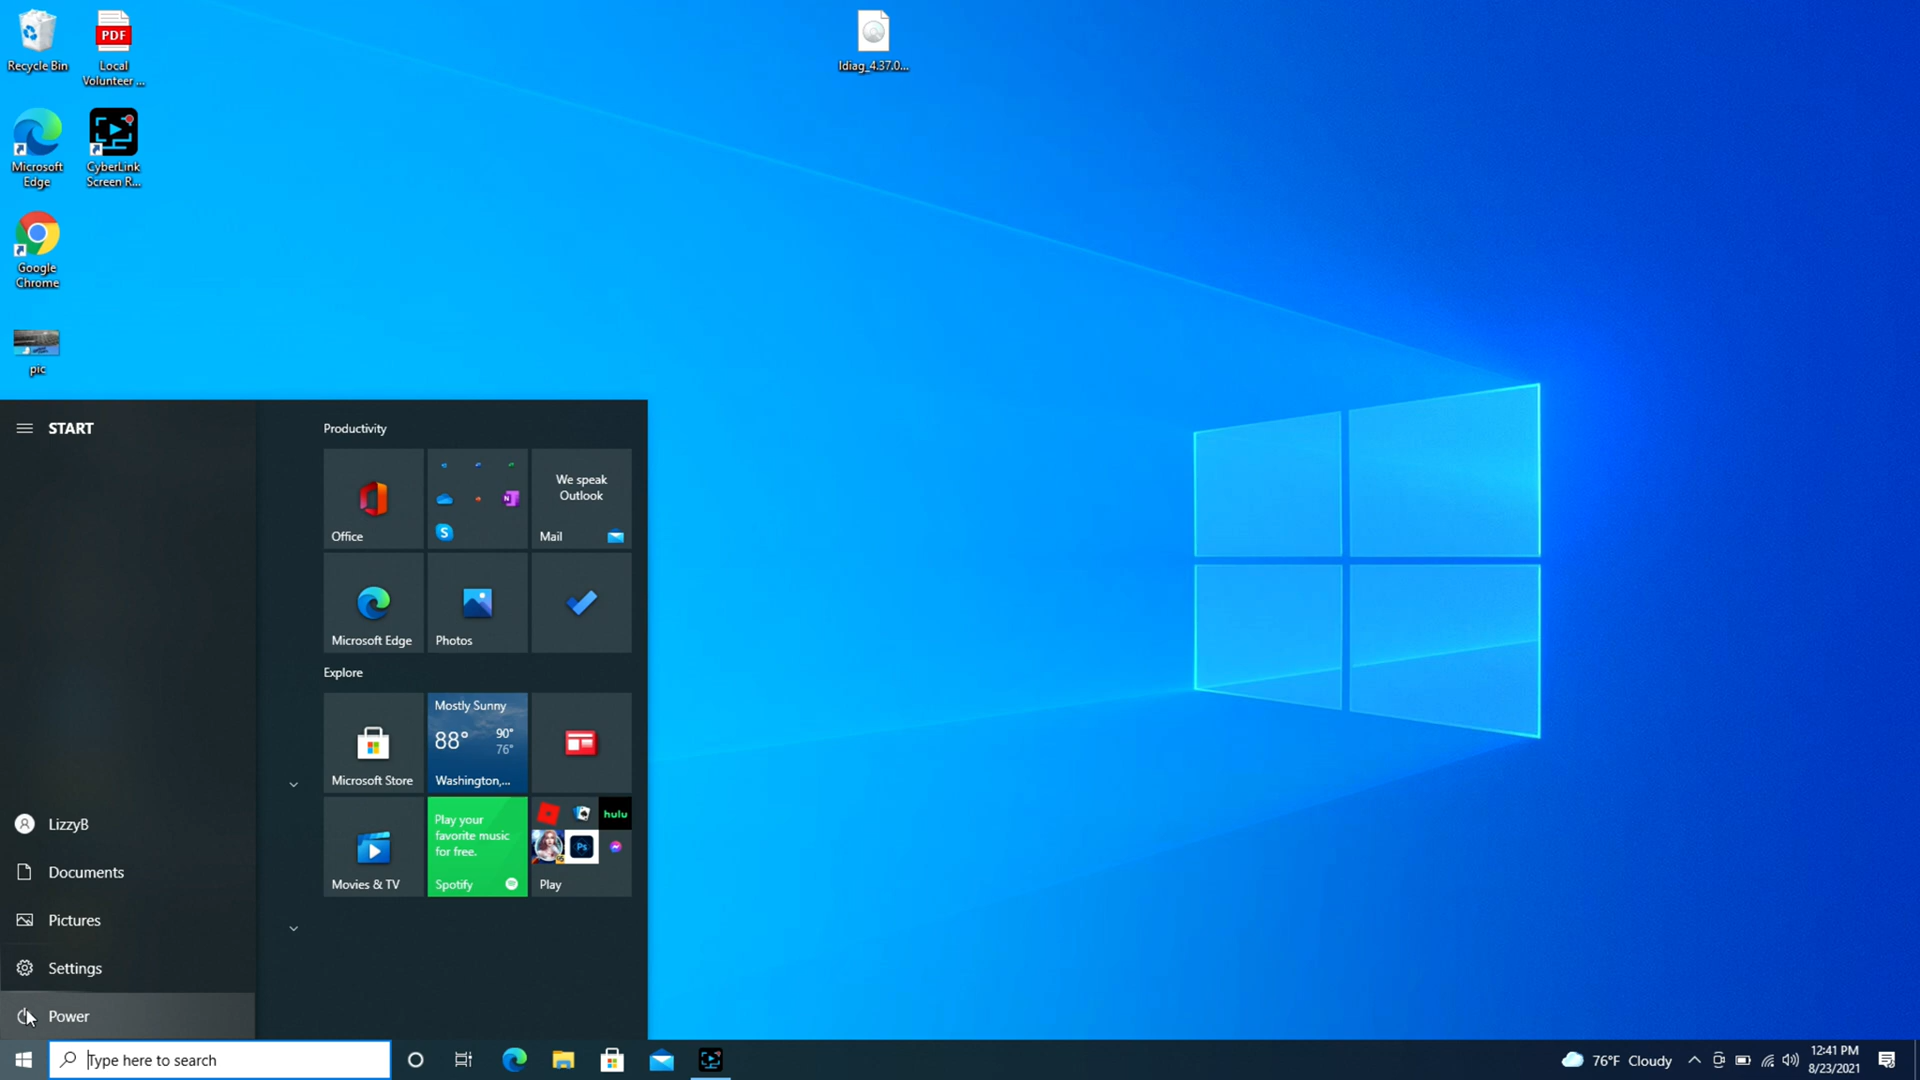 Recycle Bin
PDF
Local
Volunteer ...
Microsoft
Edge
CyberLink
Screen R...
Google
Chrome
pic
ldiag_4.37.0...
START
LizzyB
Documents
Pictures
Settings
Power
Productivity
Office
N
S
We speak
Outlook
Mail
Microsoft Edge
Photos
Explore
Microsoft Store
Mostly Sunny
88°
90°
76°
Washington,...
Movies & TV
Play your
favorite music
for free.
Spotify
hulu
Ps
Play
Type here to search
76°F Cloudy
12:41 PM
8/23/2021